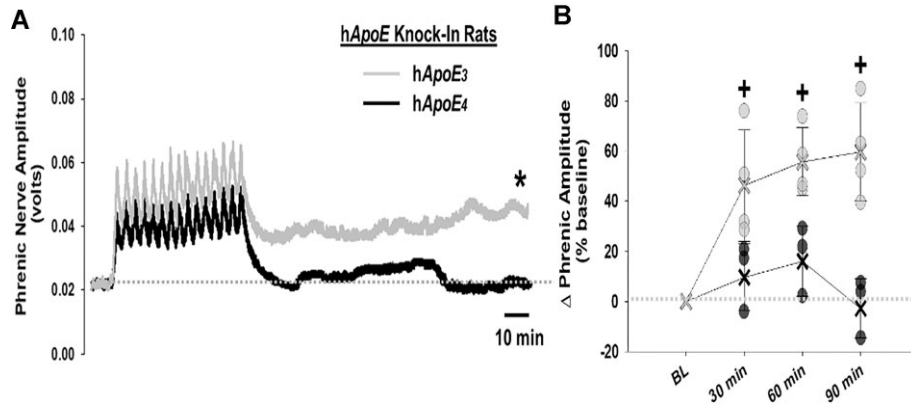 A
B
hApoE Knock-In Rats
hApoE3
hApoE4
Phrenic Nerve Amplitude
(volts)
0.10
0.08
0.06
0.04
0.02
0.00
*
10 min
Δ Phrenic Amplitude
(% baseline)
100
80
60
40
20
0
-20
+
+
+
BL
30 min
60 min
90 min